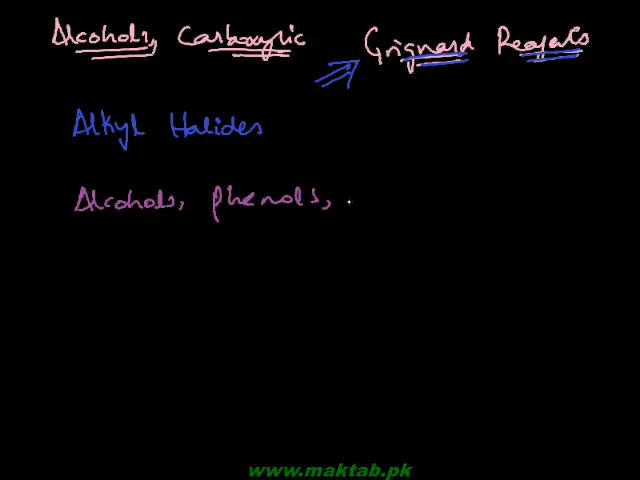 Alcohols, Carboxylic Grignard Reagents
Alkyl Halides
Alcohols, phenols,
www.maktab.pk